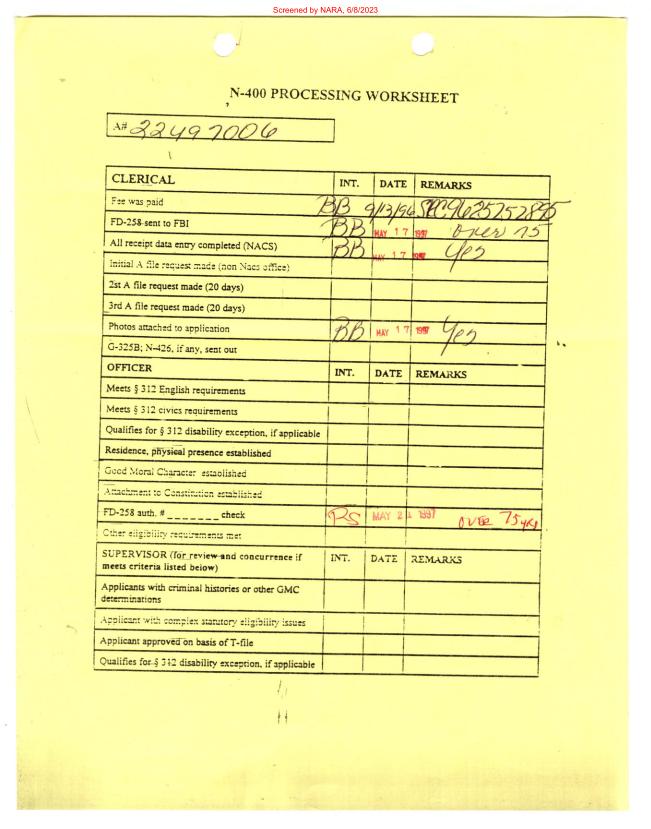 Screened by NARA, 6/8/2023
N-400 PROCESSING WORKSHEET
A# 22497006
CLERICAL INT. DATE REMARKS
Fee was paid BB 9/13/96 SRC9625752895
FD-258 sent to FBI BB MAY 17 1997 over 75
All receipt data entry completed (NACS) BB MAY 17 1997 Yes
Initial A file request made (non Nacs office)
2st A file request made (20 days)
3rd A file request made (20 days)
Photos attached to application BB MAY 17 1997 Yes
G-325B; N-426, if any, sent out
OFFICER INT. DATE REMARKS
Meets § 312 English requirements
Meets § 312 civics requirements
Qualifies for § 312 disability exception, if applicable
Residence, physical presence established
Good Moral Character established
Attachment to Constitution established
FD-258 auth. # _ _ _ _ _ _ _ check RS MAY 21 1997 OVER 75 yrs
Other eligibility requirements met
SUPERVISOR (for review and concurrence if INT. DATE REMARKS
meets criteria listed below)
Applicants with criminal histories or other GMC
determinations
Applicant with complex statutory eligibility issues
Applicant approved on basis of T-file
Qualifies for § 312 disability exception, if applicable